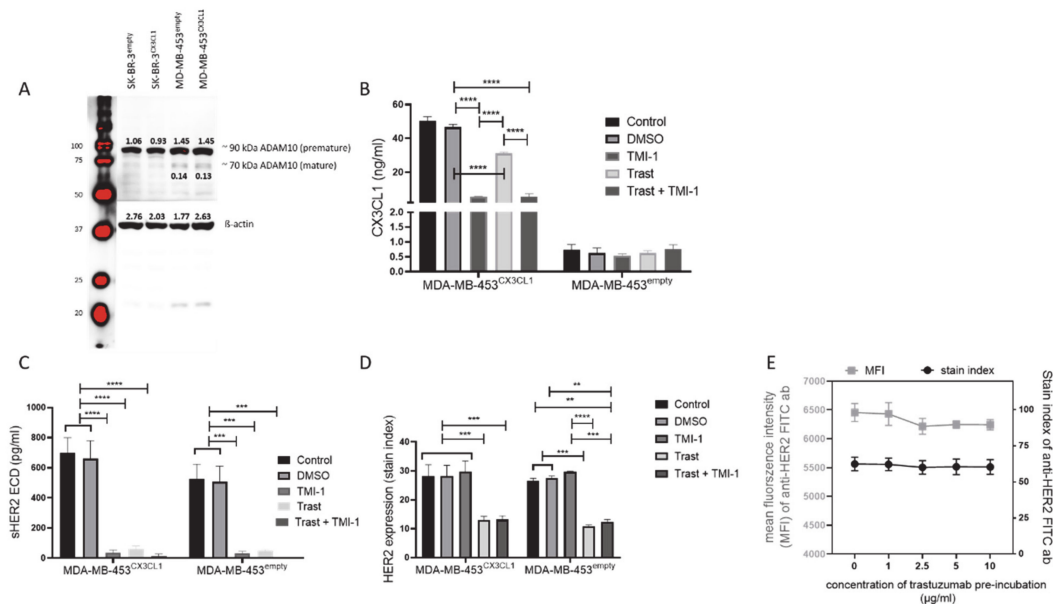 A
SK-BR-3empty
SK-BR-3CX3CL1
MD-MB-453empty
MD-MB-453CX3CL1
100
75
50
37
25
20
1.06 0.93 1.45 1.45
0.14 0.13
2.76 2.03 1.77 2.63
~ 90 kDa ADAM10 (premature)
~ 70 kDa ADAM10 (mature)
ß-actin
B
CX3CL1 (ng/ml)
60
40
20
2.0
1.5
1.0
0.5
0.0
****
****
****
****
****
MDA-MB-453CX3CL1
MDA-MB-453empty
Control
DMSO
TMI-1
Trast
Trast + TMI-1
C
sHER2 ECD (pg/ml)
1000
800
600
400
200
0
****
****
****
***
***
***
MDA-MB-453CX3CL1
MDA-MB-453empty
Control
DMSO
TMI-1
Trast
Trast + TMI-1
D
HER2 expression (stain index)
40
30
20
10
0
***
***
**
**
****
***
***
MDA-MB-453CX3CL1
MDA-MB-453empty
Control
DMSO
TMI-1
Trast
Trast + TMI-1
E
MFI
stain index
mean fluorszence intensity
(MFI) of anti-HER2 FITC ab
7000
6500
6000
5500
5000
4500
4000
Stain index of anti-HER2 FITC ab
100
75
50
25
0
0 1 2.5 5 10
concentration of trastuzumab pre-incubation
(µg/ml)